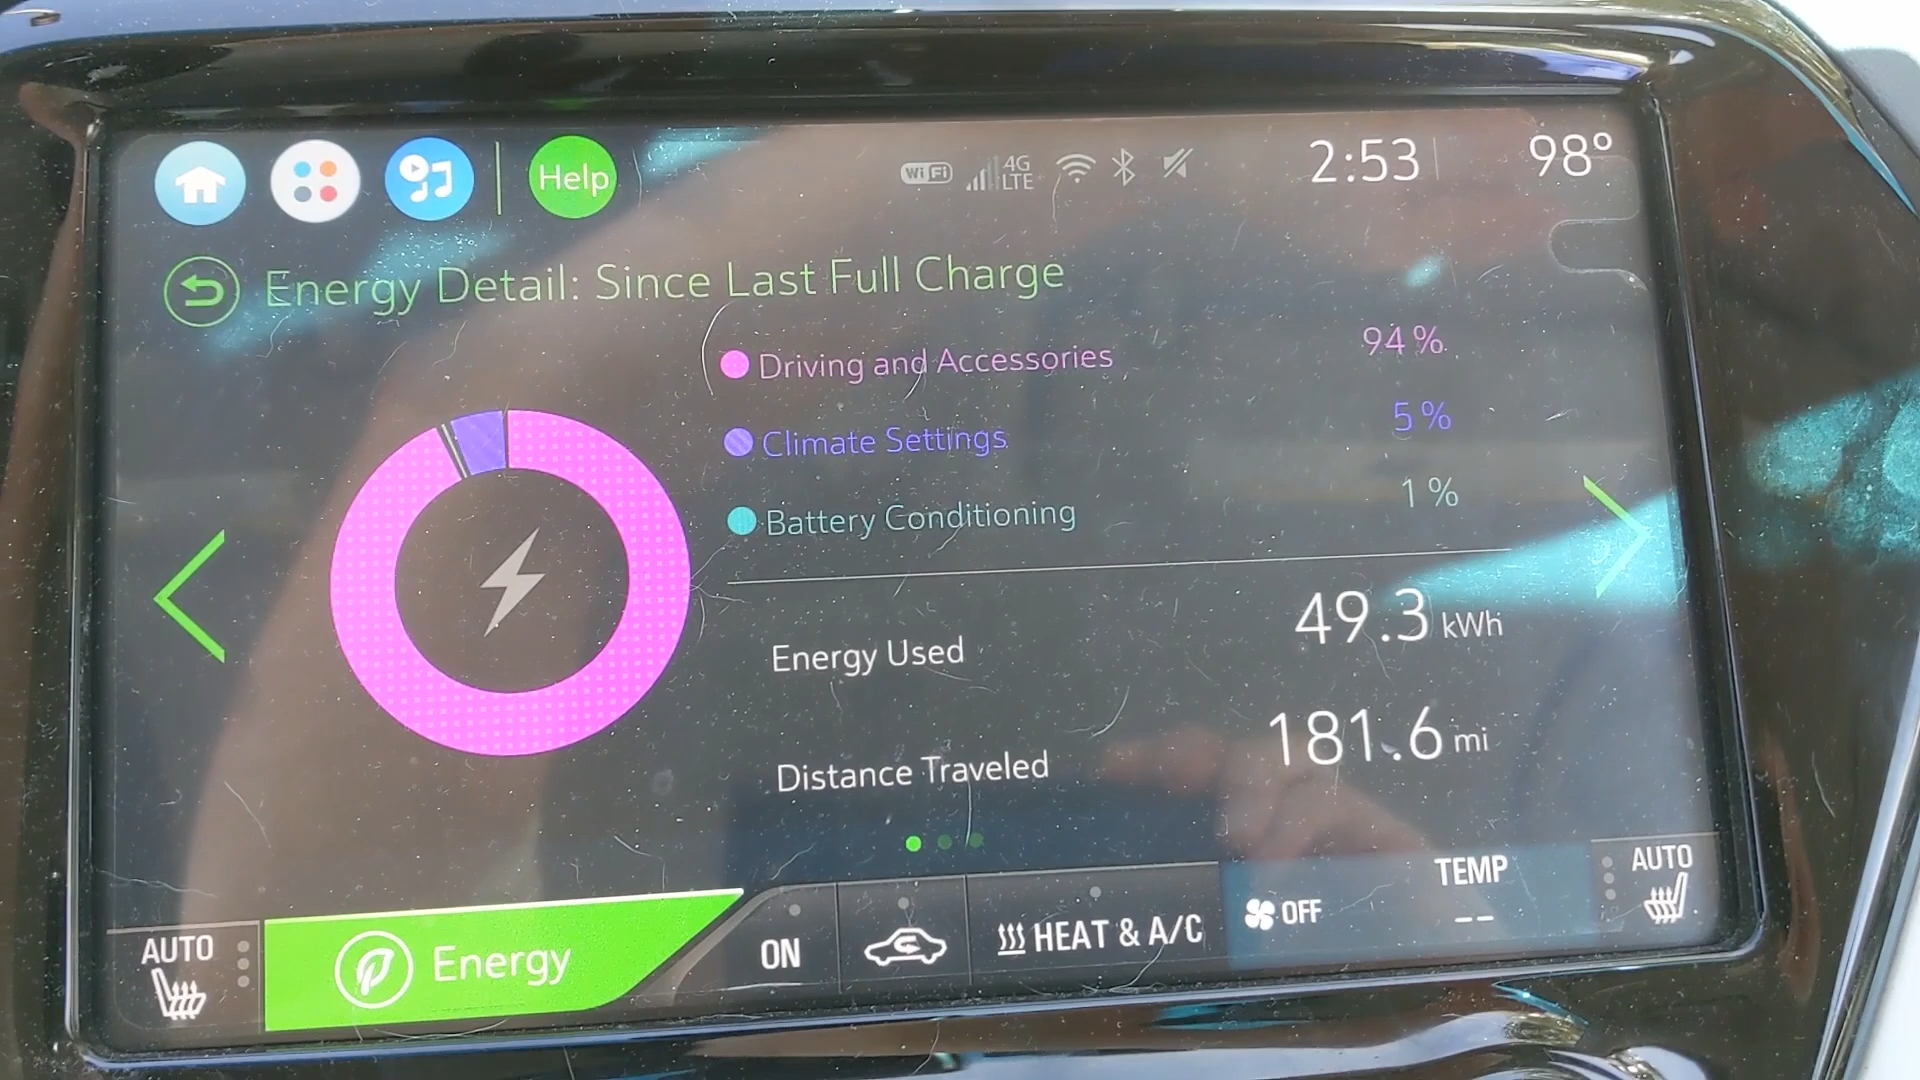 Help
WiFi
4G
LTE
2:53
98°
Energy Detail: Since Last Full Charge
Driving and Accessories 94%
Climate Settings 5%
Battery Conditioning 1%
Energy Used 49.3 kWh
Distance Traveled 181.6 mi
AUTO
Energy
ON
HEAT & A/C
OFF
TEMP
--
AUTO